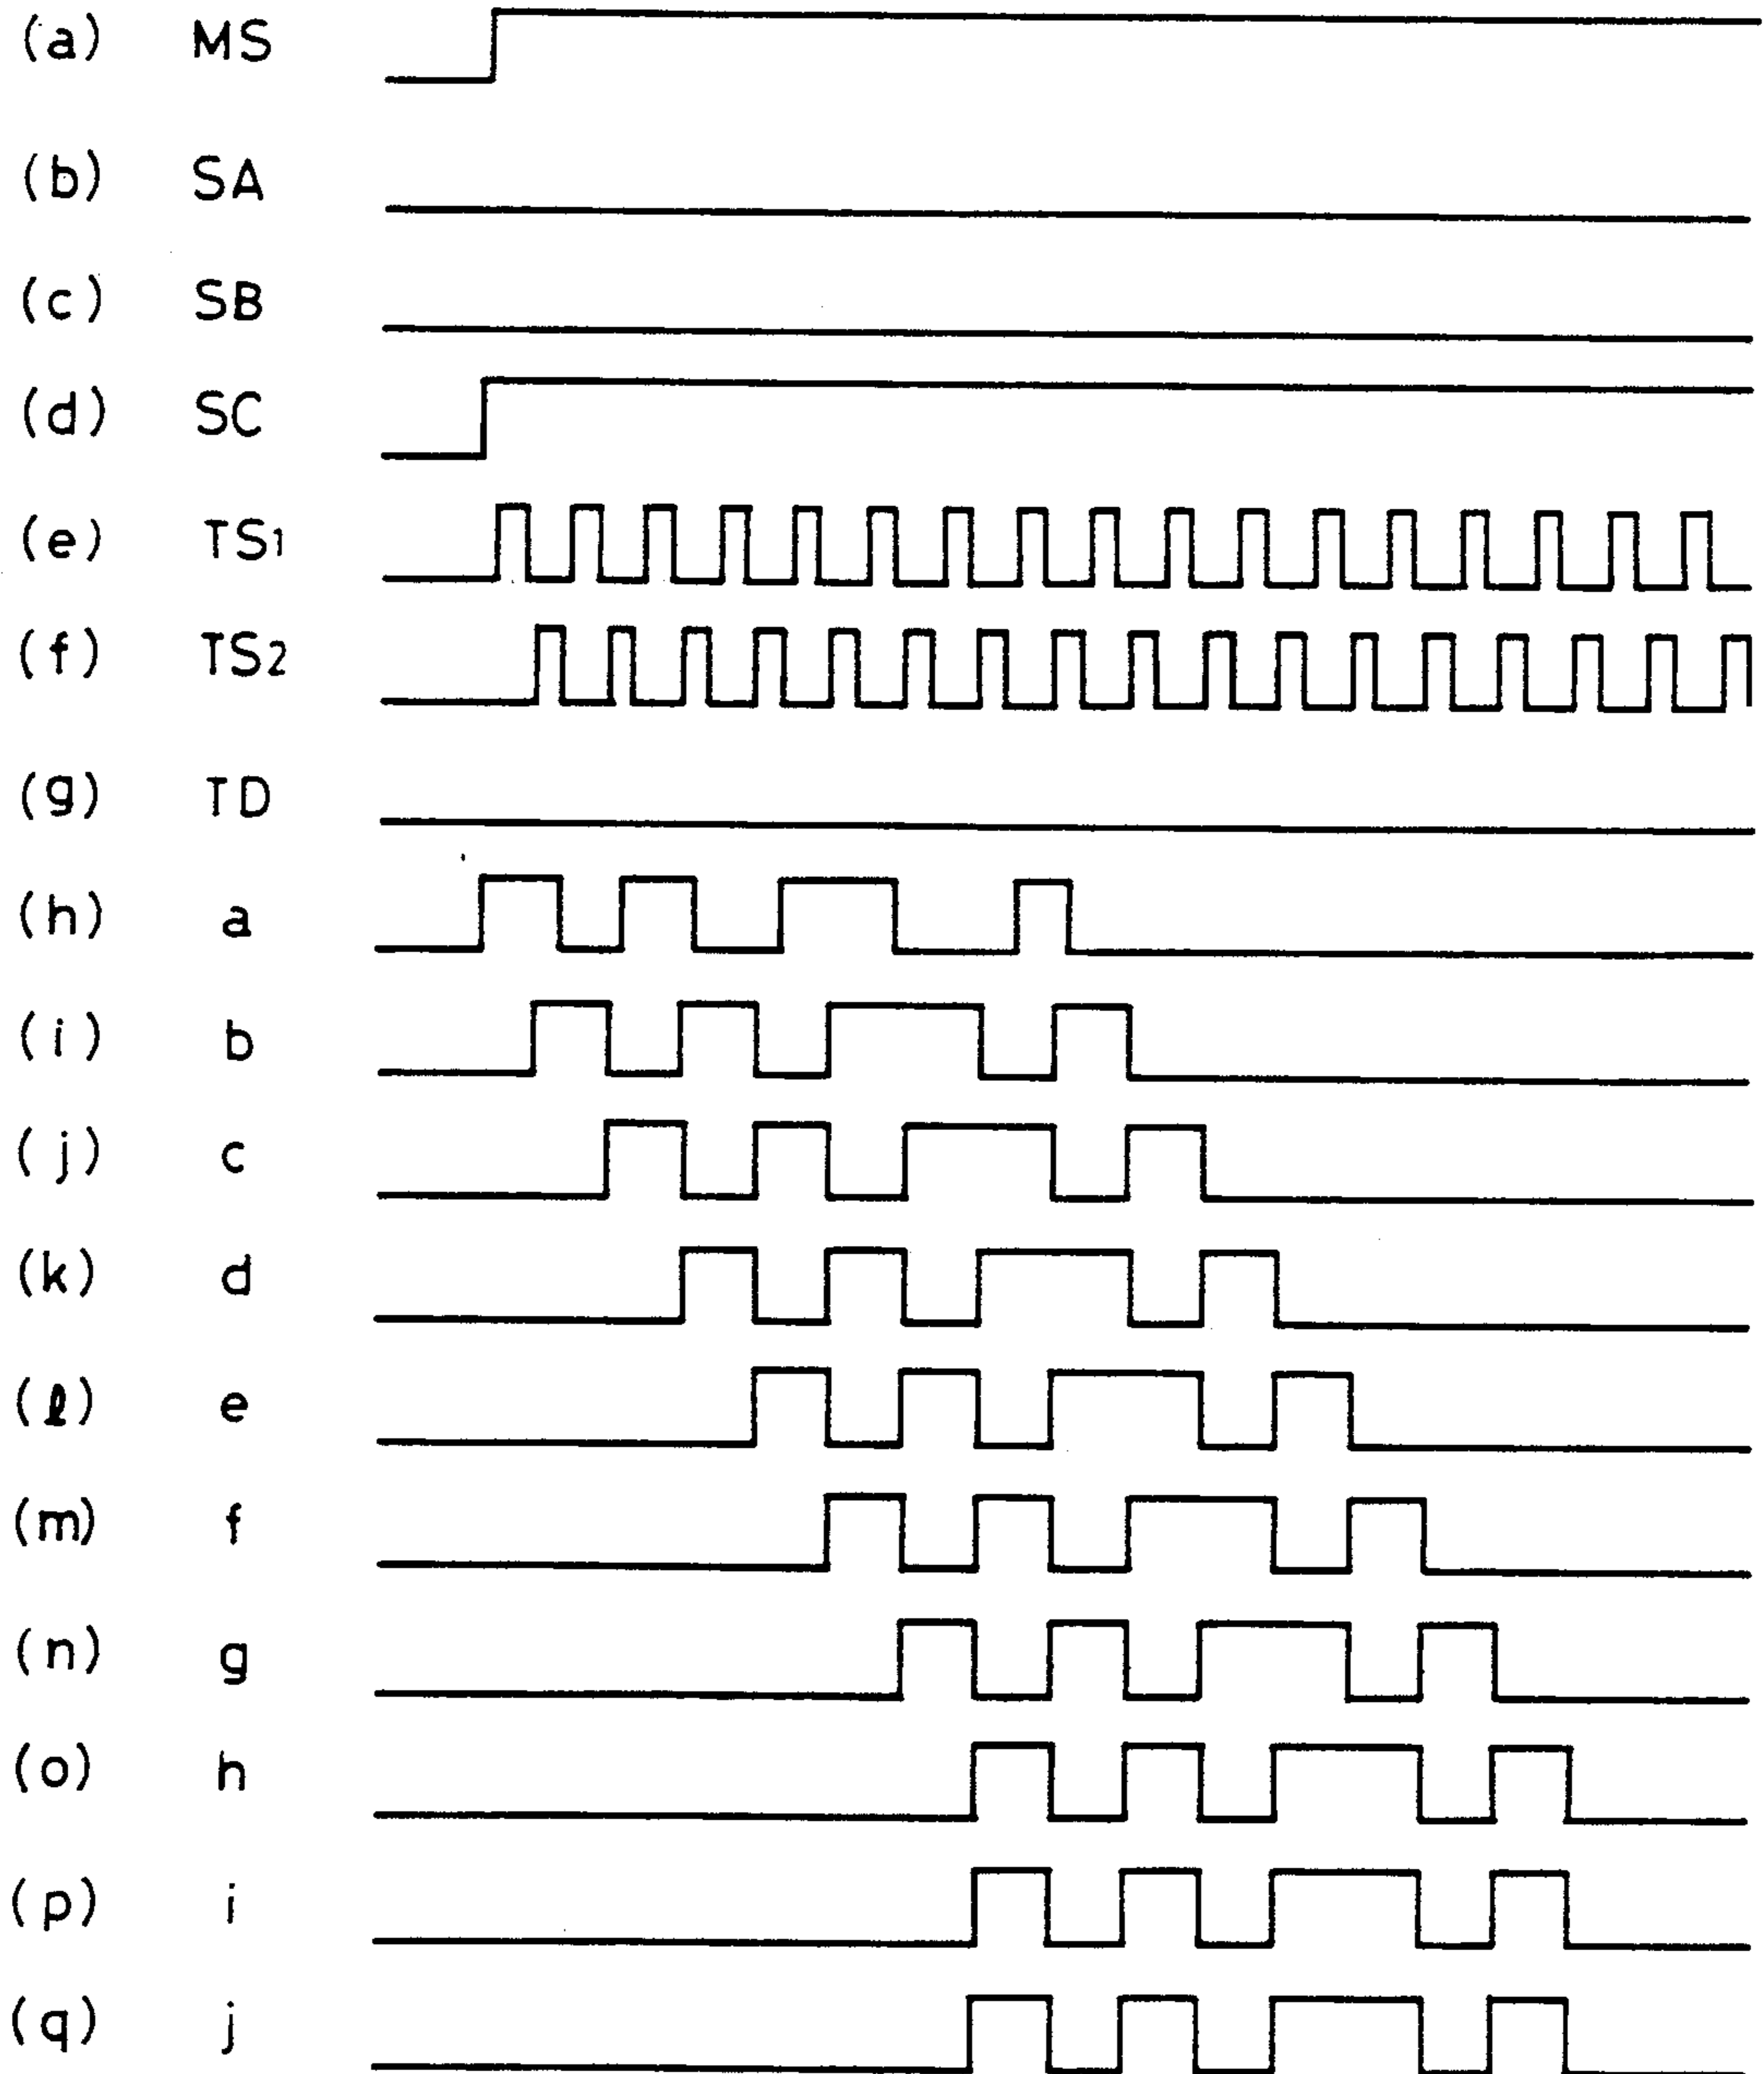 (a) MS
(b) SA
(c) SB
(d) SC
(e) TS1
(f) TS2
(g) TD
(h) a
(i) b
(j) c
(k) d
(l) e
(m) f
(n) g
(o) h
(p) i
(q) j